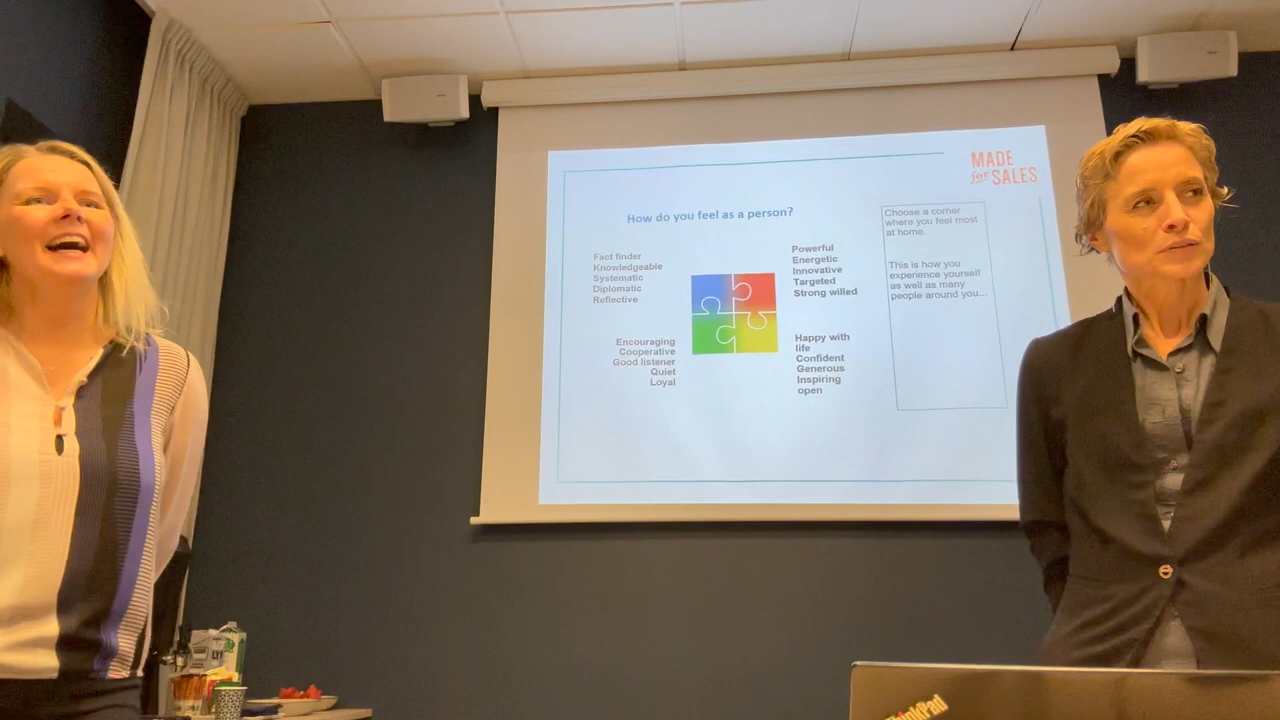 MADE
for SALES
How do you feel as a person?
Fact finder
Knowledgeable
Systematic
Diplomatic
Reflective
Powerful
Energetic
Innovative
Targeted
Strong willed
Choose a corner
where you feel most
at home.
This is how you
experience yourself
as well as many
people around you...
Encouraging
Cooperative
Good listener
Quiet
Loyal
Happy with
life
Confident
Generous
Inspiring
open
ThinkPad